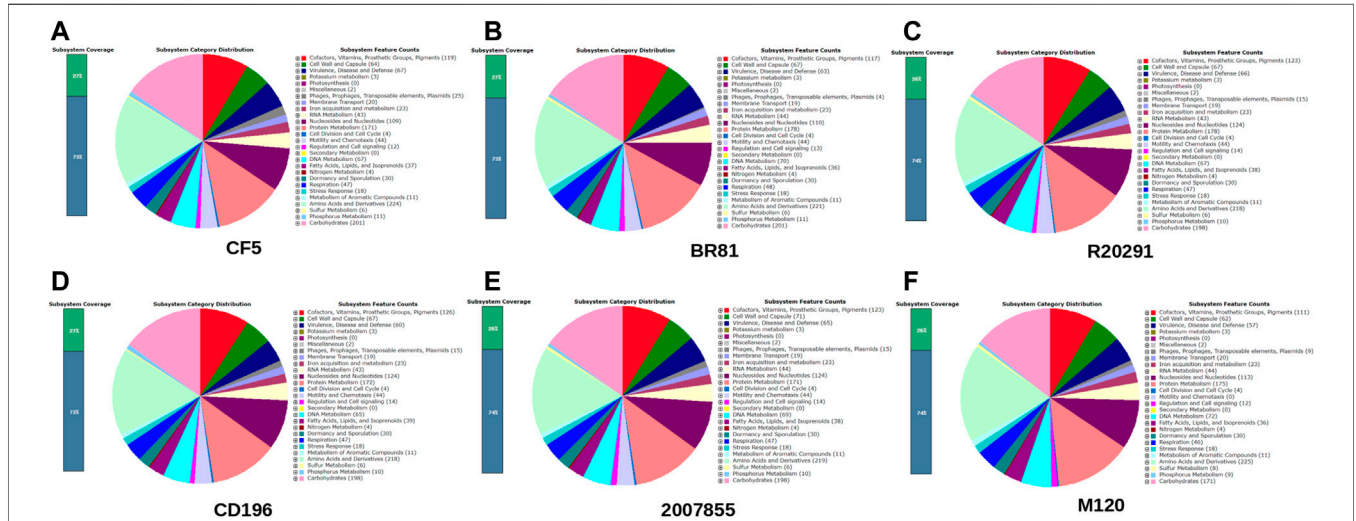 A
Subsystem Coverage
Subsystem Category Distribution
Subsystem Feature Counts
27%
73%
Cofactors, Vitamins, Prosthetic Groups, Pigments (119)
Cell Wall and Capsule (64)
Virulence, Disease and Defense (67)
Potassium metabolism (3)
Photosynthesis (0)
Miscellaneous (2)
Phages, Prophages, Transposable elements, Plasmids (25)
Membrane Transport (20)
Iron acquisition and metabolism (23)
RNA Metabolism (43)
Nucleosides and Nucleotides (109)
Protein Metabolism (171)
Cell Division and Cell Cycle (4)
Motility and Chemotaxis (48)
Regulation and Cell signaling (12)
Secondary Metabolism (0)
DNA Metabolism (67)
Fatty Acids, Lipids, and Isoprenoids (37)
Nitrogen Metabolism (4)
Dormancy and Sporulation (30)
Respiration (47)
Stress Response (18)
Metabolism of Aromatic Compounds (11)
Amino Acids and Derivatives (224)
Sulfur Metabolism (6)
Phosphorus Metabolism (11)
Carbohydrates (201)
CF5
B
Subsystem Coverage
Subsystem Category Distribution
Subsystem Feature Counts
27%
73%
Cofactors, Vitamins, Prosthetic Groups, Pigments (117)
Cell Wall and Capsule (67)
Virulence, Disease and Defense (63)
Potassium metabolism (3)
Photosynthesis (0)
Miscellaneous (2)
Phages, Prophages, Transposable elements, Plasmids (4)
Membrane Transport (19)
Iron acquisition and metabolism (23)
RNA Metabolism (44)
Nucleosides and Nucleotides (110)
Protein Metabolism (178)
Cell Division and Cell Cycle (4)
Motility and Chemotaxis (44)
Regulation and Cell signaling (13)
Secondary Metabolism (0)
DNA Metabolism (70)
Fatty Acids, Lipids, and Isoprenoids (36)
Nitrogen Metabolism (4)
Dormancy and Sporulation (30)
Respiration (48)
Stress Response (18)
Metabolism of Aromatic Compounds (11)
Amino Acids and Derivatives (221)
Sulfur Metabolism (6)
Phosphorus Metabolism (11)
Carbohydrates (201)
BR81
C
Subsystem Coverage
Subsystem Category Distribution
Subsystem Feature Counts
26%
74%
Cofactors, Vitamins, Prosthetic Groups, Pigments (123)
Cell Wall and Capsule (67)
Virulence, Disease and Defense (66)
Potassium metabolism (3)
Photosynthesis (0)
Miscellaneous (2)
Phages, Prophages, Transposable elements, Plasmids (15)
Membrane Transport (19)
Iron acquisition and metabolism (23)
RNA Metabolism (43)
Nucleosides and Nucleotides (124)
Protein Metabolism (178)
Cell Division and Cell Cycle (4)
Motility and Chemotaxis (44)
Regulation and Cell signaling (14)
Secondary Metabolism (0)
DNA Metabolism (67)
Fatty Acids, Lipids, and Isoprenoids (38)
Nitrogen Metabolism (4)
Dormancy and Sporulation (30)
Respiration (47)
Stress Response (18)
Metabolism of Aromatic Compounds (11)
Amino Acids and Derivatives (218)
Sulfur Metabolism (6)
Phosphorus Metabolism (10)
Carbohydrates (198)
R20291
D
Subsystem Coverage
Subsystem Category Distribution
Subsystem Feature Counts
27%
73%
Cofactors, Vitamins, Prosthetic Groups, Pigments (126)
Cell Wall and Capsule (67)
Virulence, Disease and Defense (60)
Potassium metabolism (3)
Photosynthesis (0)
Miscellaneous (2)
Phages, Prophages, Transposable elements, Plasmids (15)
Membrane Transport (19)
Iron acquisition and metabolism (23)
RNA Metabolism (43)
Nucleosides and Nucleotides (124)
Protein Metabolism (172)
Cell Division and Cell Cycle (4)
Motility and Chemotaxis (44)
Regulation and Cell signaling (14)
Secondary Metabolism (0)
DNA Metabolism (65)
Fatty Acids, Lipids, and Isoprenoids (39)
Nitrogen Metabolism (4)
Dormancy and Sporulation (30)
Respiration (47)
Stress Response (18)
Metabolism of Aromatic Compounds (11)
Amino Acids and Derivatives (218)
Sulfur Metabolism (6)
Phosphorus Metabolism (10)
Carbohydrates (198)
CD196
E
Subsystem Coverage
Subsystem Category Distribution
Subsystem Feature Counts
26%
74%
Cofactors, Vitamins, Prosthetic Groups, Pigments (123)
Cell Wall and Capsule (71)
Virulence, Disease and Defense (65)
Potassium metabolism (3)
Photosynthesis (0)
Miscellaneous (2)
Phages, Prophages, Transposable elements, Plasmids (15)
Membrane Transport (19)
Iron acquisition and metabolism (23)
RNA Metabolism (44)
Nucleosides and Nucleotides (124)
Protein Metabolism (171)
Cell Division and Cell Cycle (4)
Motility and Chemotaxis (44)
Regulation and Cell signaling (14)
Secondary Metabolism (0)
DNA Metabolism (69)
Fatty Acids, Lipids, and Isoprenoids (38)
Nitrogen Metabolism (4)
Dormancy and Sporulation (30)
Respiration (47)
Stress Response (18)
Metabolism of Aromatic Compounds (11)
Amino Acids and Derivatives (219)
Sulfur Metabolism (6)
Phosphorus Metabolism (10)
Carbohydrates (198)
2007855
F
Subsystem Coverage
Subsystem Category Distribution
Subsystem Feature Counts
26%
74%
Cofactors, Vitamins, Prosthetic Groups, Pigments (111)
Cell Wall and Capsule (62)
Virulence, Disease and Defense (57)
Potassium metabolism (3)
Photosynthesis (0)
Miscellaneous (2)
Phages, Prophages, Transposable elements, Plasmids (9)
Membrane Transport (20)
Iron acquisition and metabolism (23)
RNA Metabolism (44)
Nucleosides and Nucleotides (113)
Protein Metabolism (175)
Cell Division and Cell Cycle (4)
Motility and Chemotaxis (0)
Regulation and Cell signaling (12)
Secondary Metabolism (0)
DNA Metabolism (72)
Fatty Acids, Lipids, and Isoprenoids (36)
Nitrogen Metabolism (4)
Dormancy and Sporulation (30)
Respiration (46)
Stress Response (18)
Metabolism of Aromatic Compounds (11)
Amino Acids and Derivatives (225)
Sulfur Metabolism (8)
Phosphorus Metabolism (9)
Carbohydrates (171)
M120